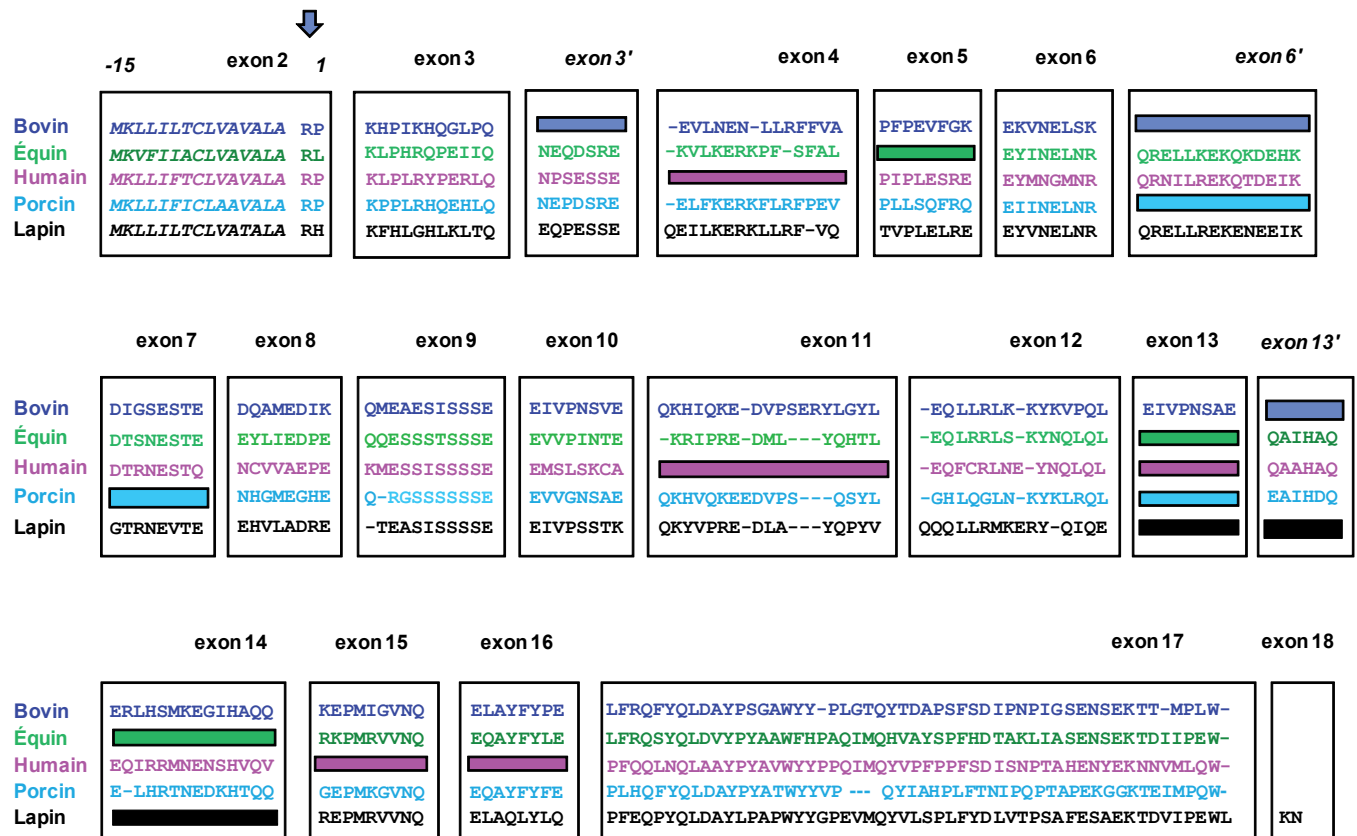 -15 exon 2 1 exon 3 exon 3' exon 4 exon 5 exon 6 exon 6'
Bovin MKLLILTCLVAVALA RP KHPIKHQGLPQ -EVLNEN-LLRFFVA PFPEVFGK EKVNELSK
Équin MKVFIIACLVAVALA RL KLPHRQPEIIQ NEQDSRE -KVLKERKPF-SFAL EYINELNR QRELLKEKQKDEHK
Humain MKLLIFTCLVAVALA RP KLPLRYPERLQ NPSESSE PIPLESRE EYMNGMNR QRNILREKQTDEIK
Porcin MKLLIFICLAAVALA RP KPPLRHQEHLQ NEPDSRE -ELFKERKFLRFPEV PLLSQFRQ EIINELNR
Lapin MKLLILTCLVATALA RH KFHLGHLKLTQ EQPESSE QEILKERKLLRF-VQ TVPLELRE EYVNELNR QRELLREKENEEIK
exon 7 exon 8 exon 9 exon 10 exon 11 exon 12 exon 13 exon 13'
Bovin DIGSESTE DQAMEDIK QMEAESISSSE EIVPNSVE QKHIQKE-DVPSERYLGYL -EQLLRLK-KYKVPQL EIVPNSAE
Équin DTSNESTE EYLIEDPE QQESSSTSSSE EVVPINTE -KRIPRE-DML---YQHTL -EQLRRLS-KYNQLQL QAIHAQ
Humain DTRNESTQ NCVVAEPE KMESSISSSSE EMSLSKCA -EQFCRLNE-YNQLQL QAAHAQ
Porcin NHGMEGHE Q-RGSSSSSSE EVVGNSAE QKHVQKEEDVPS---QSYL -GHLQGLN-KYKLRQL EAIHDQ
Lapin GTRNEVTE EHVLADRE -TEASISSSSE EIVPSSTK QKYVPRE-DLA---YQPYV QQQLLRMKERY-QIQE
exon 14 exon 15 exon 16 exon 17 exon 18
Bovin ERLHSMKEGIHAQQ KEPMIGVNQ ELAYFYPE LFRQFYQLDAYPSGAWYY-PLGTQYTDAPSFSDIPNPIGSENSEKTT-MPLW-
Équin RKPMRVVNQ EQAYFYLE LFRQSYQLDVYPYAAWFHPAQIMQHVAYSPFHDTAKLIASENSEKTDIIPEW-
Humain EQIRRMNENSHVQV PFQQLNQLAAYPYAVWYYPPQIMQYVPFPPFSDISNPTAHENYEKNNVMLQW-
Porcin E-LHRTNEDKHTQQ GEPMKGVNQ EQAYFYFE PLHQFYQLDAYPYATWYYVP --- QYIAHPLFTNIPQPTAPEKGGKTEIMPQW-
Lapin REPMRVVNQ ELAQLYLQ PFEQPYQLDAYLPAPWYYGPEVMQYVLSPLFYDLVTPSAFESAEKTDVIPEWL KN